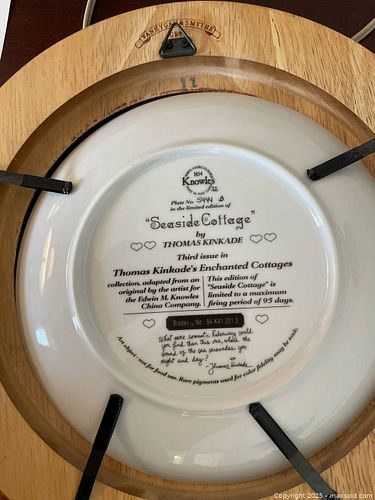 VANHYGAN & SMYTHE
1854
Knowles
Plate No. 5444 B
in the limited edition of
"Seaside Cottage"
by
THOMAS KINKADE
Third issue in
Thomas Kinkade's Enchanted Cottages
collection, adapted from an
original by the artist for
the Edwin M. Knowles
China Company.
This edition of
"Seaside Cottage" is
limited to a maximum
firing period of 95 days.
Bradex No. 84-K41-201.3
What more romantic hideaway could
you find than this one, where the
sound of the sea serenades you
night and day?
-Thomas Kinkade
Art object - not for food use. Rare pigments used for color fidelity may be toxic.
Copyright 2025 - maxsold.com